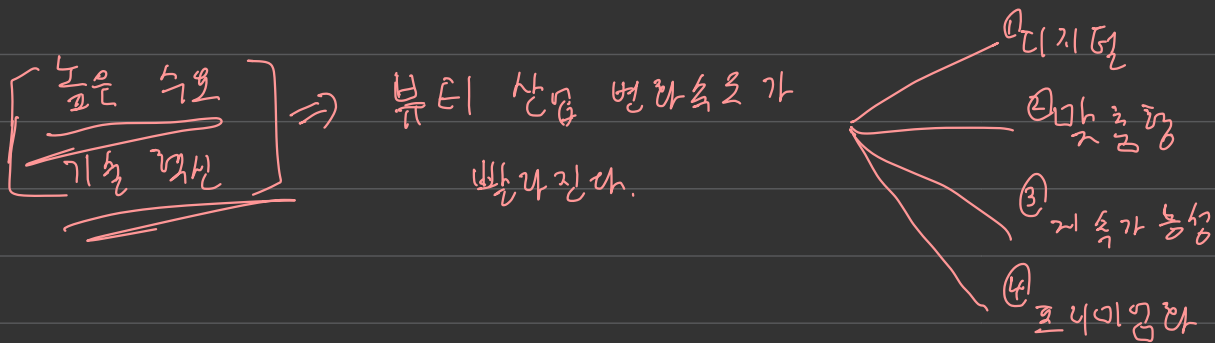 높은 수요
기술 혁신
⇒ 뷰티 산업 변화속도가
빨라진다.
① 디지털
② 맞춤형
③ 지속가능성
④ 프리미엄화